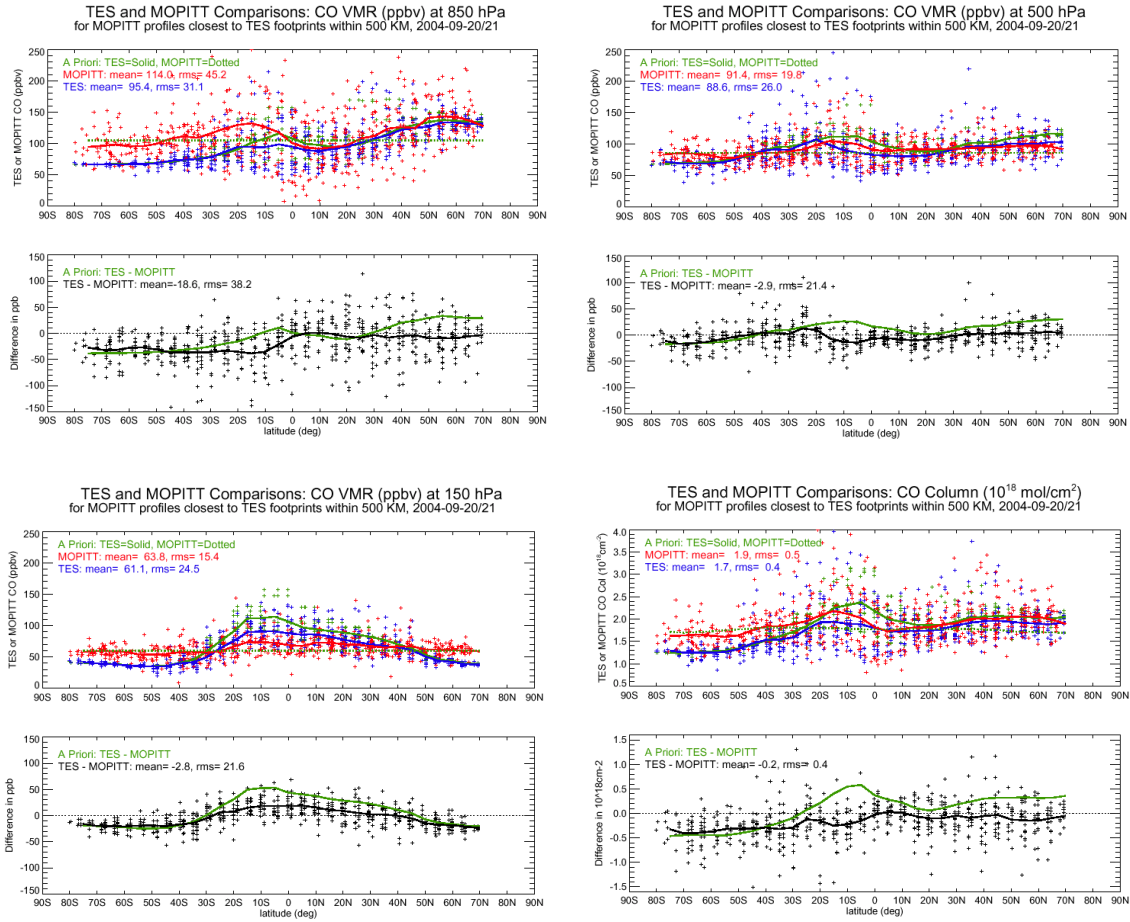 TES and MOPITT Comparisons: CO VMR (ppbv) at 850 hPa
for MOPITT profiles closest to TES footprints within 500 KM, 2004-09-20/21
TES or MOPITT CO (ppbv)
250
200
150
100
50
0
A Priori: TES=Solid, MOPITT=Dotted
MOPITT: mean= 114.0, rms= 45.2
TES: mean= 95.4, rms= 31.1
90S 80S 70S 60S 50S 40S 30S 20S 10S 0 10N 20N 30N 40N 50N 60N 70N 90N
Difference in ppb
150
100
50
0
-50
-100
-150
A Priori: TES - MOPITT
TES - MOPITT: mean=-18.6, rms= 38.2
90S 80S 70S 60S 50S 40S 30S 20S 10S 0 10N 20N 30N 40N 50N 60N 70N 90N
latitude (deg)
TES and MOPITT Comparisons: CO VMR (ppbv) at 500 hPa
for MOPITT profiles closest to TES footprints within 500 KM, 2004-09-20/21
TES or MOPITT CO (ppbv)
250
200
150
100
50
0
A Priori: TES=Solid, MOPITT=Dotted
MOPITT: mean= 91.4, rms= 19.8
TES: mean= 88.6, rms= 26.0
90S 80S 70S 60S 50S 40S 30S 20S 10S 0 10N 20N 30N 40N 50N 60N 70N 90N
Difference in ppb
150
100
50
0
-50
-100
-150
A Priori: TES - MOPITT
TES - MOPITT: mean= -2.9, rms= 21.4
90S 80S 70S 60S 50S 40S 30S 20S 10S 0 10N 20N 30N 40N 50N 60N 70N 90N
latitude (deg)
TES and MOPITT Comparisons: CO VMR (ppbv) at 150 hPa
for MOPITT profiles closest to TES footprints within 500 KM, 2004-09-20/21
TES or MOPITT CO (ppbv)
250
200
150
100
50
0
A Priori: TES=Solid, MOPITT=Dotted
MOPITT: mean= 63.8, rms= 15.4
TES: mean= 61.1, rms= 24.5
90S 80S 70S 60S 50S 40S 30S 20S 10S 0 10N 20N 30N 40N 50N 60N 70N 90N
Difference in ppb
150
100
50
0
-50
-100
-150
A Priori: TES - MOPITT
TES - MOPITT: mean= -2.8, rms= 21.6
90S 80S 70S 60S 50S 40S 30S 20S 10S 0 10N 20N 30N 40N 50N 60N 70N 90N
latitude (deg)
TES and MOPITT Comparisons: CO Column (10¹⁸ mol/cm²)
for MOPITT profiles closest to TES footprints within 500 KM, 2004-09-20/21
TES or MOPITT CO Col (10¹⁸cm⁻²)
4.0
3.5
3.0
2.5
2.0
1.5
1.0
0.5
A Priori: TES=Solid, MOPITT=Dotted
MOPITT: mean= 1.9, rms= 0.5
TES: mean= 1.7, rms= 0.4
90S 80S 70S 60S 50S 40S 30S 20S 10S 0 10N 20N 30N 40N 50N 60N 70N 90N
Difference in 10^18cm-2
1.5
1.0
0.5
0.0
-0.5
-1.0
-1.5
A Priori: TES - MOPITT
TES - MOPITT: mean= -0.2, rms= 0.4
90S 80S 70S 60S 50S 40S 30S 20S 10S 0 10N 20N 30N 40N 50N 60N 70N 90N
latitude (deg)